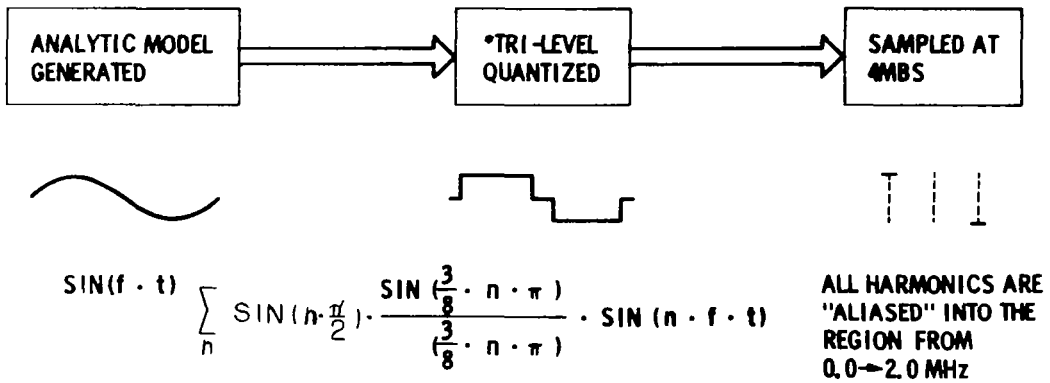 ANALYTIC MODEL
GENERATED
*TRI-LEVEL
QUANTIZED
SAMPLED AT
4MBS
SIN(f · t)
∑ n SIN(n·π/2) · SIN (3/8 · n · π) / (3/8 · n · π) · SIN (n · f · t)
ALL HARMONICS ARE
"ALIASED" INTO THE
REGION FROM
0.0→2.0 MHz